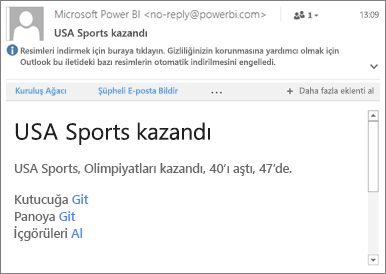 Microsoft Power BI <no-reply@powerbi.com>
1
13:09
USA Sports kazandı
Resimleri indirmek için buraya tıklayın. Gizliliğinizin korunmasına yardımcı olmak için
Outlook bu iletideki bazı resimlerin otomatik indirilmesini engelledi.
Kuruluş Ağacı
Şüpheli E-posta Bildir
...
+ Daha fazla eklenti al
USA Sports kazandı
USA Sports, Olimpiyatları kazandı, 40’ı aştı, 47’de.
Kutucuğa Git
Panoya Git
İçgörüleri Al